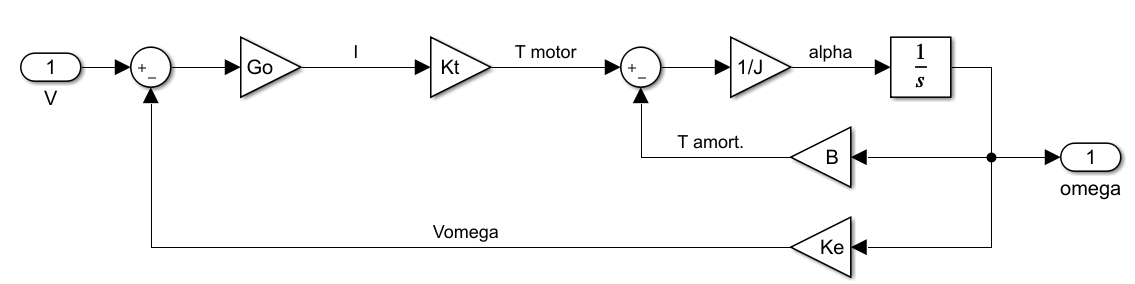 1
V
+
−
Go
I
Kt
T motor
+
−
1/J
alpha
1
s
T amort.
B
1
omega
Vomega
Ke